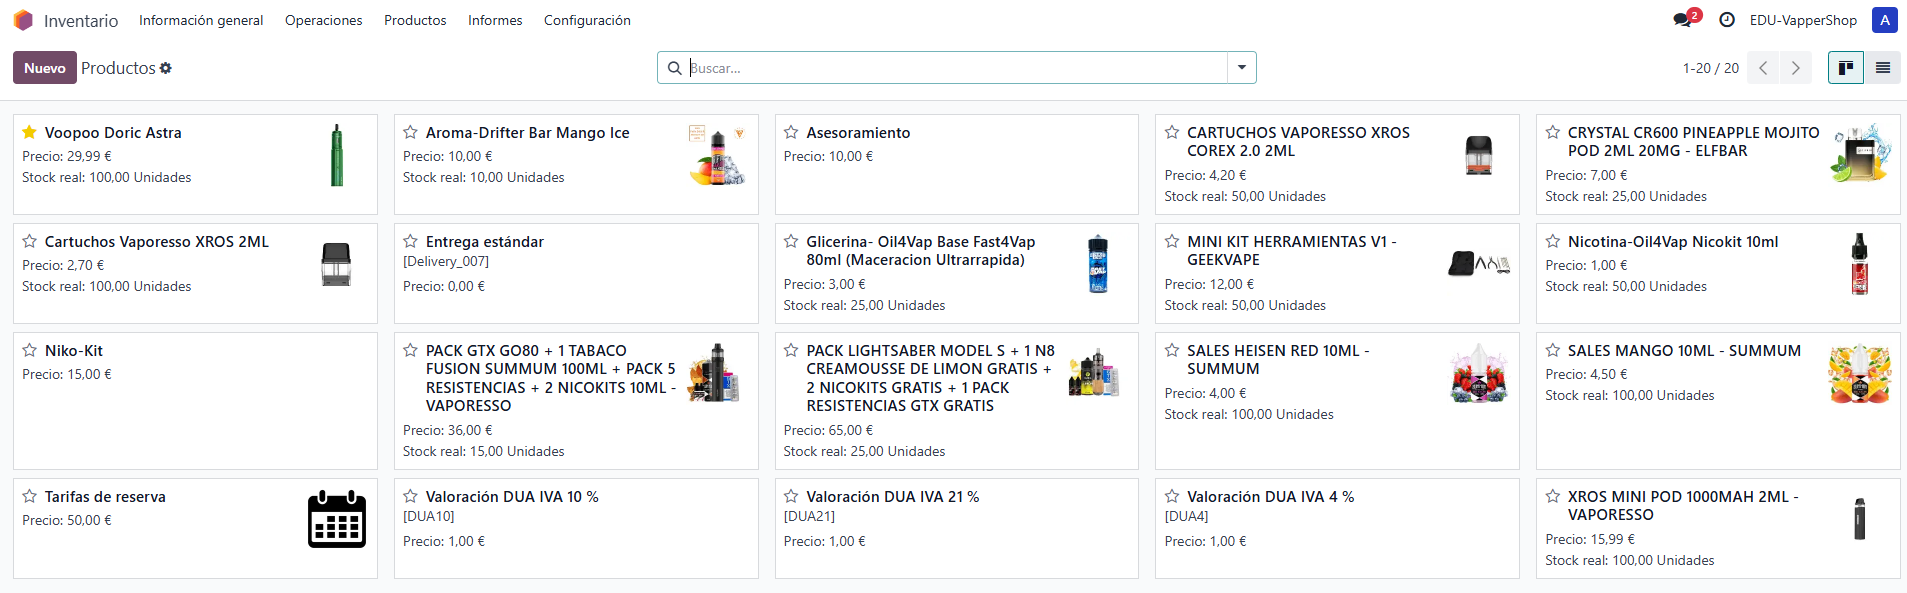 Inventario Información general Operaciones Productos Informes Configuración 2 EDU-VapperShop A
Nuevo Productos Buscar... 1-20 / 20
Voopoo Doric Astra
Precio: 29,99 €
Stock real: 100,00 Unidades
Aroma-Drifter Bar Mango Ice
Precio: 10,00 €
Stock real: 10,00 Unidades
Asesoramiento
Precio: 10,00 €
CARTUCHOS VAPORESSO XROS
COREX 2.0 2ML
Precio: 4,20 €
Stock real: 50,00 Unidades
CRYSTAL CR600 PINEAPPLE MOJITO
POD 2ML 20MG - ELFBAR
Precio: 7,00 €
Stock real: 25,00 Unidades
Cartuchos Vaporesso XROS 2ML
Precio: 2,70 €
Stock real: 100,00 Unidades
Entrega estándar
[Delivery_007]
Precio: 0,00 €
Glicerina- Oil4Vap Base Fast4Vap
80ml (Maceracion Ultrarrapida)
Precio: 3,00 €
Stock real: 25,00 Unidades
MINI KIT HERRAMIENTAS V1 -
GEEKVAPE
Precio: 12,00 €
Stock real: 50,00 Unidades
Nicotina-Oil4Vap Nicokit 10ml
Precio: 1,00 €
Stock real: 50,00 Unidades
Niko-Kit
Precio: 15,00 €
PACK GTX GO80 + 1 TABACO
FUSION SUMMUM 100ML + PACK 5
RESISTENCIAS + 2 NICOKITS 10ML -
VAPORESSO
Precio: 36,00 €
Stock real: 15,00 Unidades
PACK LIGHTSABER MODEL S + 1 N8
CREAMOUSSE DE LIMON GRATIS +
2 NICOKITS GRATIS + 1 PACK
RESISTENCIAS GTX GRATIS
Precio: 65,00 €
Stock real: 25,00 Unidades
SALES HEISEN RED 10ML -
SUMMUM
Precio: 4,00 €
Stock real: 100,00 Unidades
SALES MANGO 10ML - SUMMUM
Precio: 4,50 €
Stock real: 100,00 Unidades
Tarifas de reserva
Precio: 50,00 €
Valoración DUA IVA 10 %
[DUA10]
Precio: 1,00 €
Valoración DUA IVA 21 %
[DUA21]
Precio: 1,00 €
Valoración DUA IVA 4 %
[DUA4]
Precio: 1,00 €
XROS MINI POD 1000MAH 2ML -
VAPORESSO
Precio: 15,99 €
Stock real: 100,00 Unidades